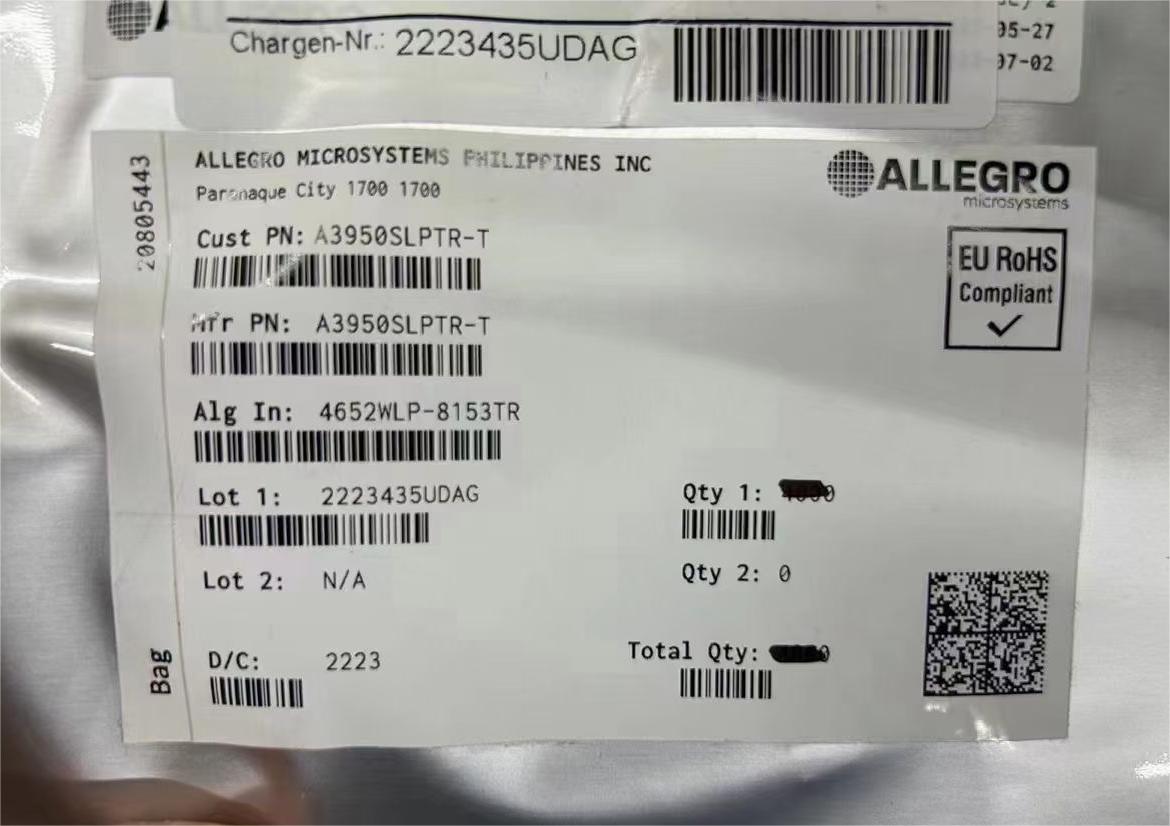 Chargen-Nr.: 2223435UDAG
05-27
07-02
20805443
ALLEGRO MICROSYSTEMS PHILIPPINES INC
Paranaque City 1700 1700
ALLEGRO
microsystems
Cust PN: A3950SLPTR-T
EU RoHS
Compliant
Mfr PN: A3950SLPTR-T
Alg In: 4652WLP-8153TR
Lot 1: 2223435UDAG
Qty 1:
Lot 2: N/A
Qty 2: 0
D/C: 2223
Total Qty:
Bag